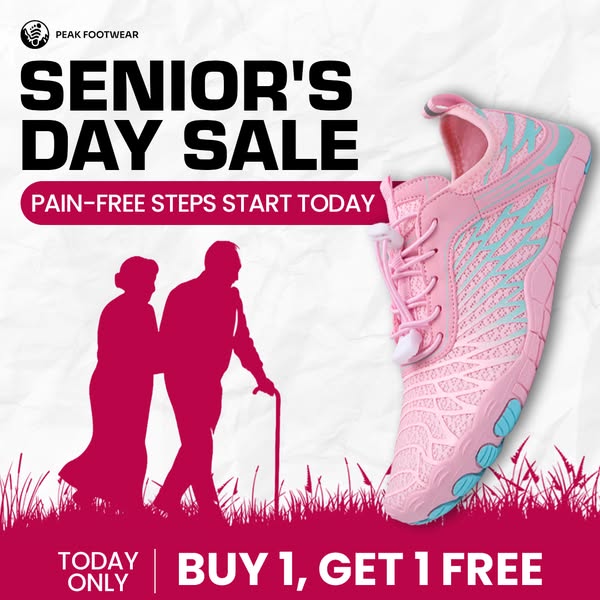 PEAK FOOTWEAR
SENIOR'S
DAY SALE
PAIN-FREE STEPS START TODAY
TODAY
ONLY
BUY 1, GET 1 FREE